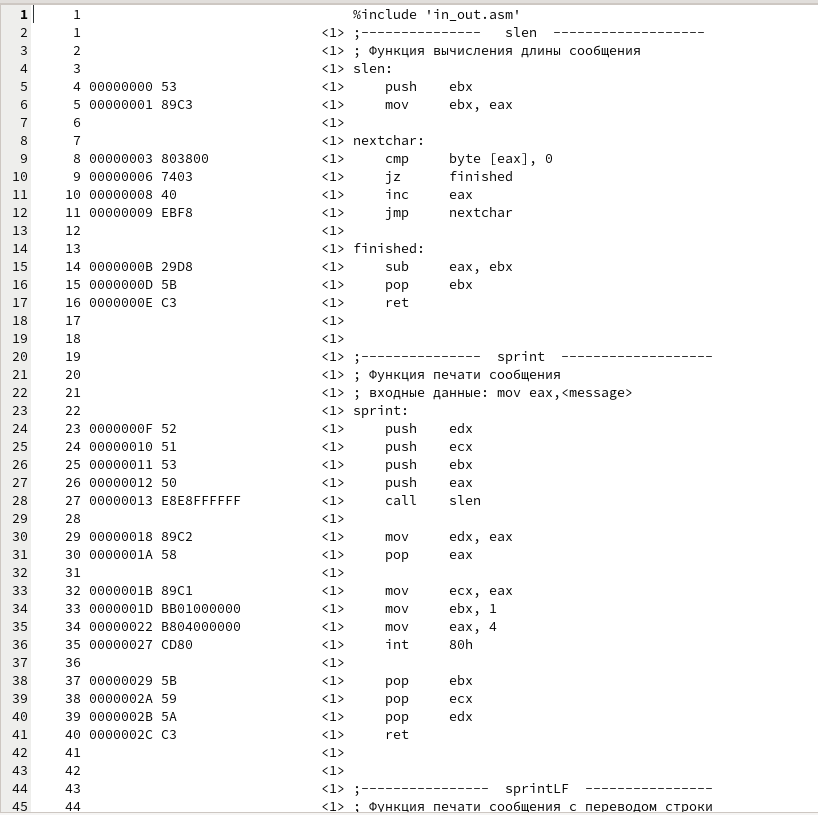 1 1 %include 'in_out.asm'
2 1 <1> ;--------------- slen -------------------
3 2 <1> ; Функция вычисления длины сообщения
4 3 <1> slen:
5 4 00000000 53 <1> push ebx
6 5 00000001 89C3 <1> mov ebx, eax
7 6 <1>
8 7 <1> nextchar:
9 8 00000003 803800 <1> cmp byte [eax], 0
10 9 00000006 7403 <1> jz finished
11 10 00000008 40 <1> inc eax
12 11 00000009 EBF8 <1> jmp nextchar
13 12 <1>
14 13 <1> finished:
15 14 0000000B 29D8 <1> sub eax, ebx
16 15 0000000D 5B <1> pop ebx
17 16 0000000E C3 <1> ret
18 17 <1>
19 18 <1>
20 19 <1> ;--------------- sprint -------------------
21 20 <1> ; Функция печати сообщения
22 21 <1> ; входные данные: mov eax,<message>
23 22 <1> sprint:
24 23 0000000F 52 <1> push edx
25 24 00000010 51 <1> push ecx
26 25 00000011 53 <1> push ebx
27 26 00000012 50 <1> push eax
28 27 00000013 E8E8FFFFFF <1> call slen
29 28 <1>
30 29 00000018 89C2 <1> mov edx, eax
31 30 0000001A 58 <1> pop eax
32 31 <1>
33 32 0000001B 89C1 <1> mov ecx, eax
34 33 0000001D BB01000000 <1> mov ebx, 1
35 34 00000022 B804000000 <1> mov eax, 4
36 35 00000027 CD80 <1> int 80h
37 36 <1>
38 37 00000029 5B <1> pop ebx
39 38 0000002A 59 <1> pop ecx
40 39 0000002B 5A <1> pop edx
41 40 0000002C C3 <1> ret
42 41 <1>
43 42 <1>
44 43 <1> ;---------------- sprintLF ----------------
45 44 <1> ; Функция печати сообщения с переводом строки